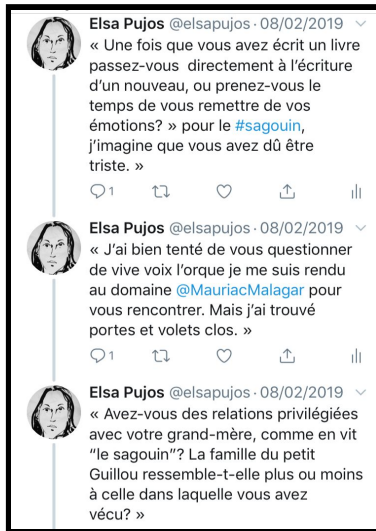 Elsa Pujos @elsapujos · 08/02/2019
« Une fois que vous avez écrit un livre
passez-vous directement à l'écriture
d'un nouveau, ou prenez-vous le
temps de vous remettre de vos
émotions? » pour le #sagouin,
j'imagine que vous avez dû être
triste. »
1
Elsa Pujos @elsapujos · 08/02/2019
« J'ai bien tenté de vous questionner
de vive voix l'orque je me suis rendu
au domaine @MauriacMalagar pour
vous rencontrer. Mais j'ai trouvé
portes et volets clos. »
1
Elsa Pujos @elsapujos · 08/02/2019
« Avez-vous des relations privilégiées
avec votre grand-mère, comme en vit
"le sagouin"? La famille du petit
Guillou ressemble-t-elle plus ou moins
à celle dans laquelle vous avez
vécu? »